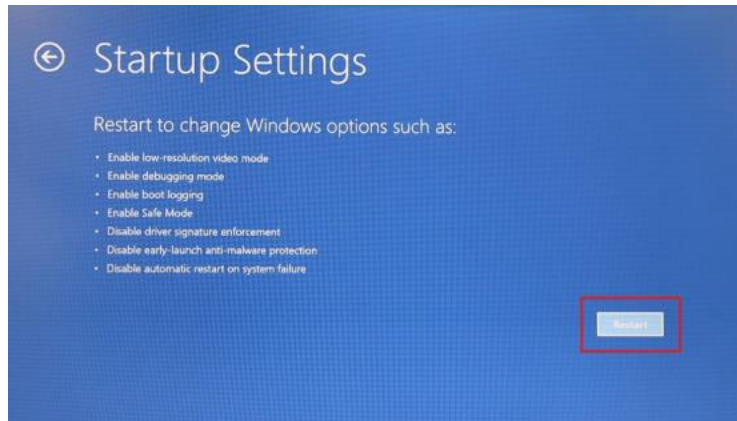 Startup Settings
Restart to change Windows options such as:
• Enable low-resolution video mode
• Enable debugging mode
• Enable boot logging
• Enable Safe Mode
• Disable driver signature enforcement
• Disable early-launch anti-malware protection
• Disable automatic restart on system failure
Restart